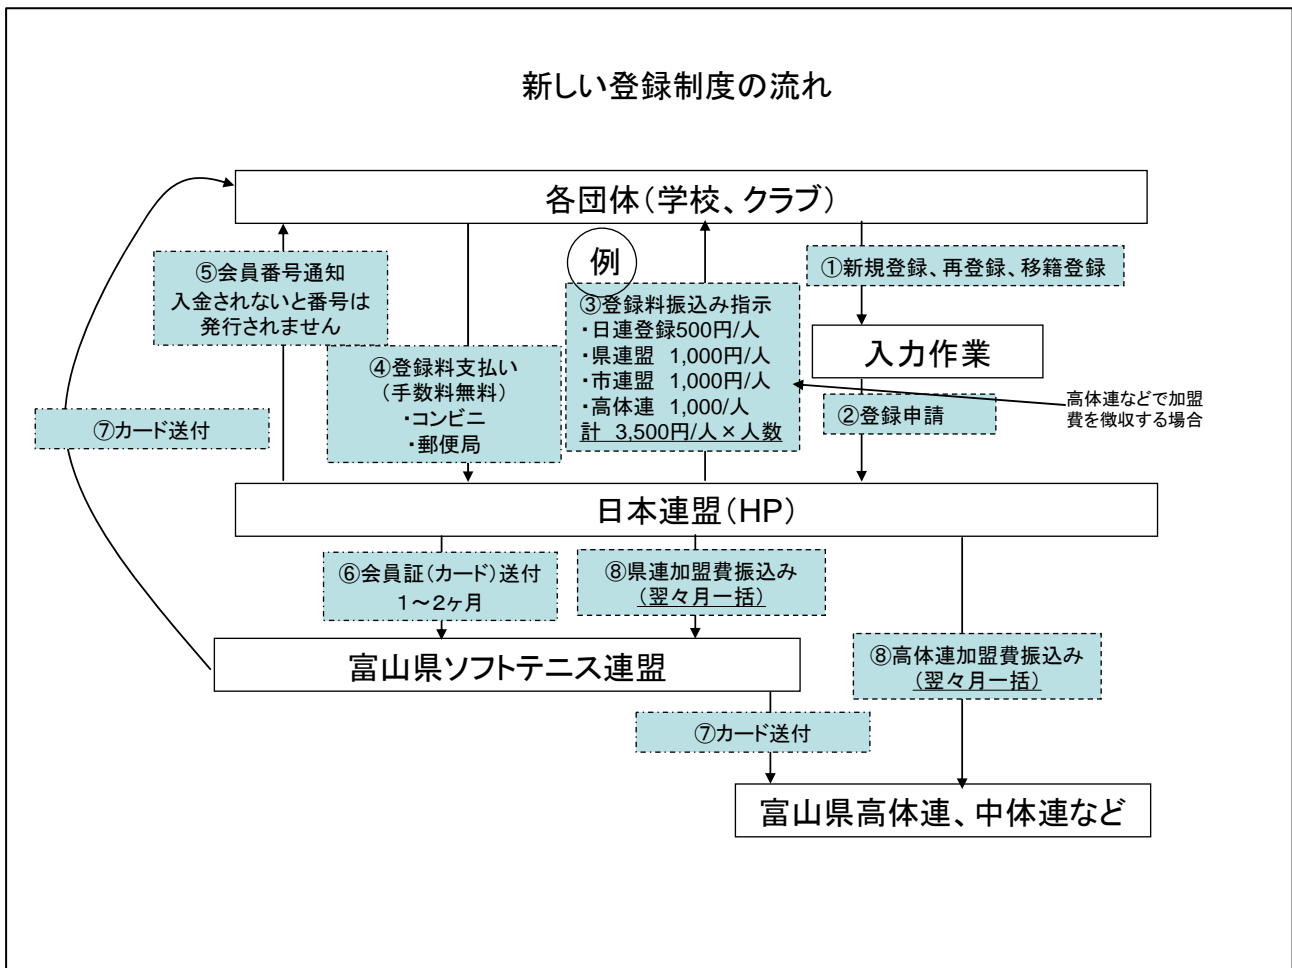 新しい登録制度の流れ
各団体(学校、クラブ)
例
⑤会員番号通知
入金されないと番号は
発行されません
③登録料振込み指示
・日連登録500円/人
・県連盟 1,000円/人
・市連盟 1,000円/人
・高体連 1,000/人
計 3,500円/人×人数
①新規登録、再登録、移籍登録
入力作業
④登録料支払い
(手数料無料)
・コンビニ
・郵便局
高体連などで加盟
費を徴収する場合
②登録申請
⑦カード送付
日本連盟(HP)
⑥会員証(カード)送付
1~2ヶ月
⑧県連加盟費振込み
(翌々月一括)
富山県ソフトテニス連盟
⑧高体連加盟費振込み
(翌々月一括)
⑦カード送付
富山県高体連、中体連など